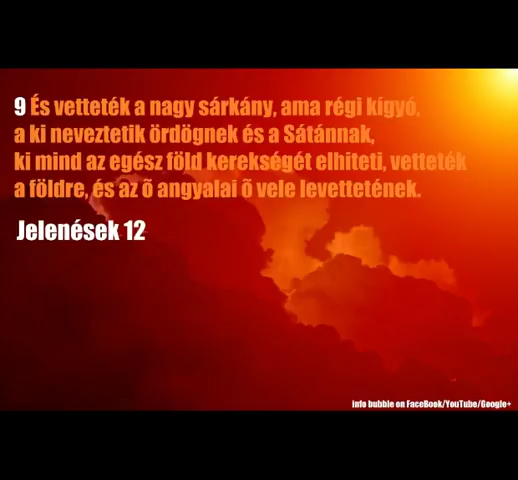 9 És vetteték a nagy sárkány, ama régi kígyó,
a ki neveztetik ördögnek és a Sátánnak,
ki mind az egész föld kerekségét elhiteti, vetteték
a földre, és az õ angyalai õ vele levettetének.
Jelenések 12
info bubble on FaceBook/YouTube/Google+